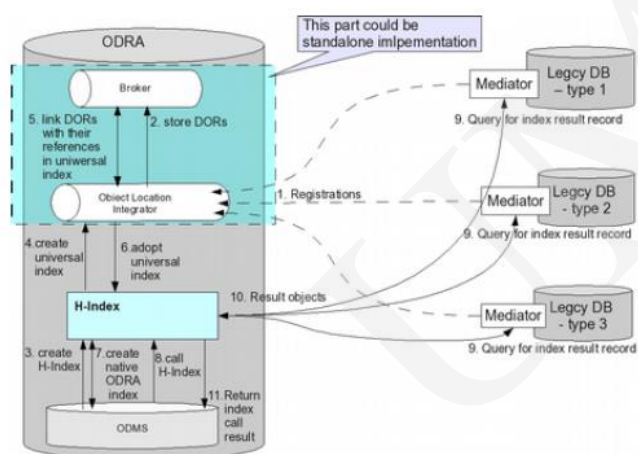 ODRA
This part could be
standalone imlpementation
Broker
5. link DORs
with their
references
in uniwersal
index
2. store DORs
Object Location
Integrator
1. Registrations
4.create
universal
index
6.adopt
universal
index
H-Index
10. Result objects
3. create
H-Index
7.create
native
ODRA
index
8.call
H-Index
11.Return
index
call
result
ODMS
Mediator
Legcy DB
– type 1
9. Query for index result record
Mediator
Legcy DB
- type 2
9. Query for index result record
Mediator
Legcy DB
- type 3
9. Query for index result record